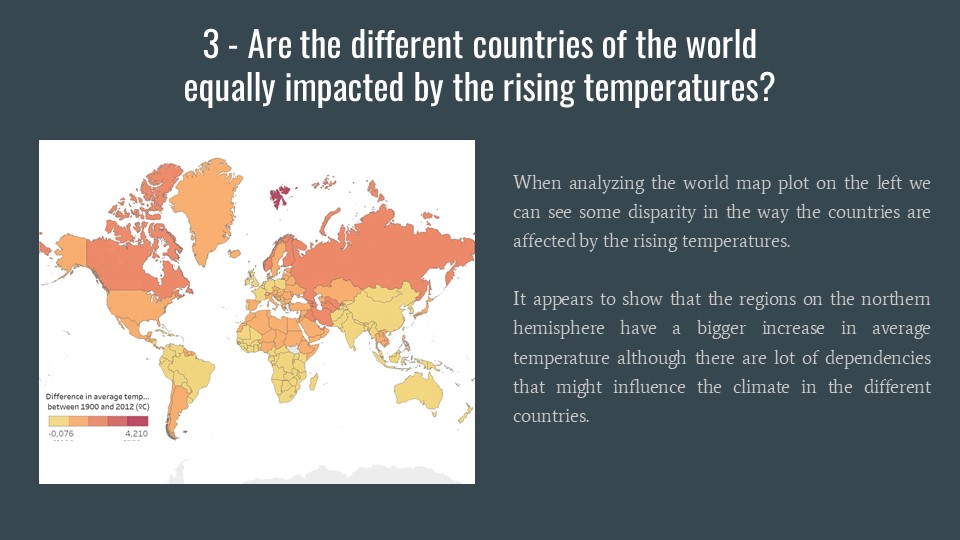 3 - Are the different countries of the world
equally impacted by the rising temperatures?
When analyzing the world map plot on the left we
can see some disparity in the way the countries are
affected by the rising temperatures.
It appears to show that the regions on the northern
hemisphere have a bigger increase in average
temperature although there are lot of dependencies
that might influence the climate in the different
countries.
Difference in average temp...
between 1900 and 2012 (ºC)
-0,076 4,210